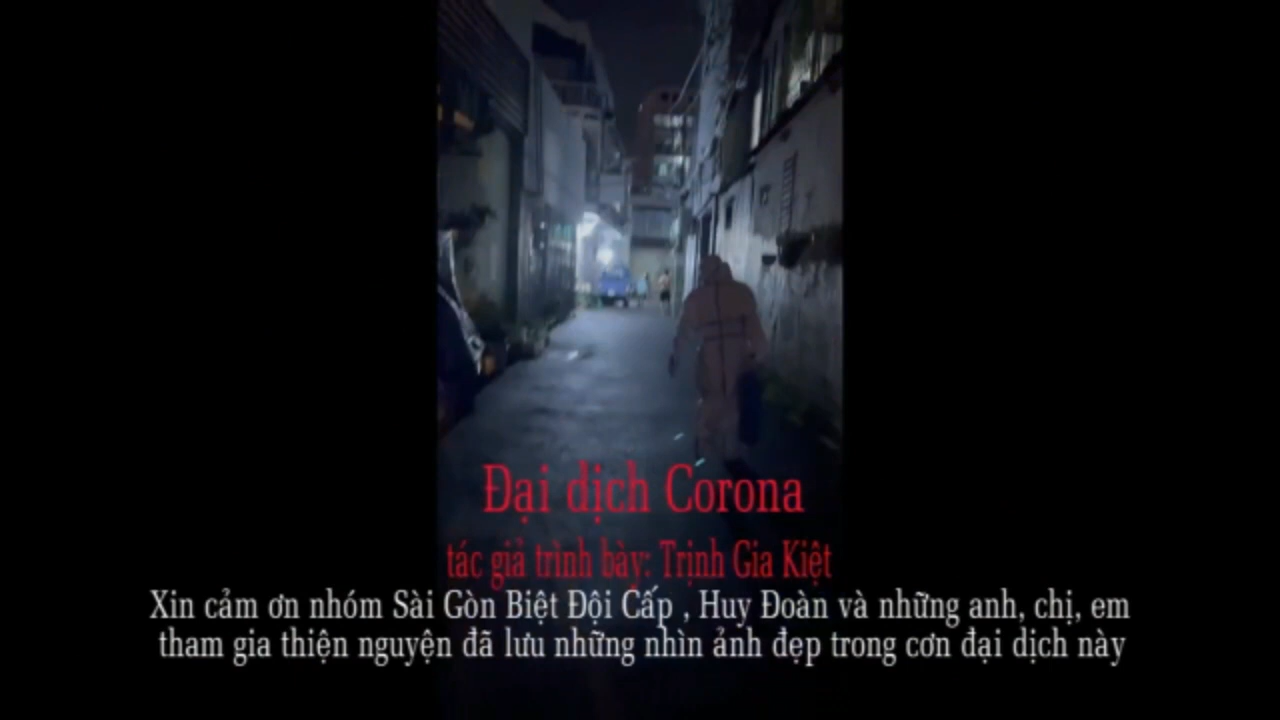 Đại dịch Corona
tác giả trình bày: Trịnh Gia Kiệt
Xin cảm ơn nhóm Sài Gòn Biệt Đội Cấp , Huy Đoàn và những anh, chị, em
tham gia thiện nguyện đã lưu những nhìn ảnh đẹp trong cơn đại dịch này